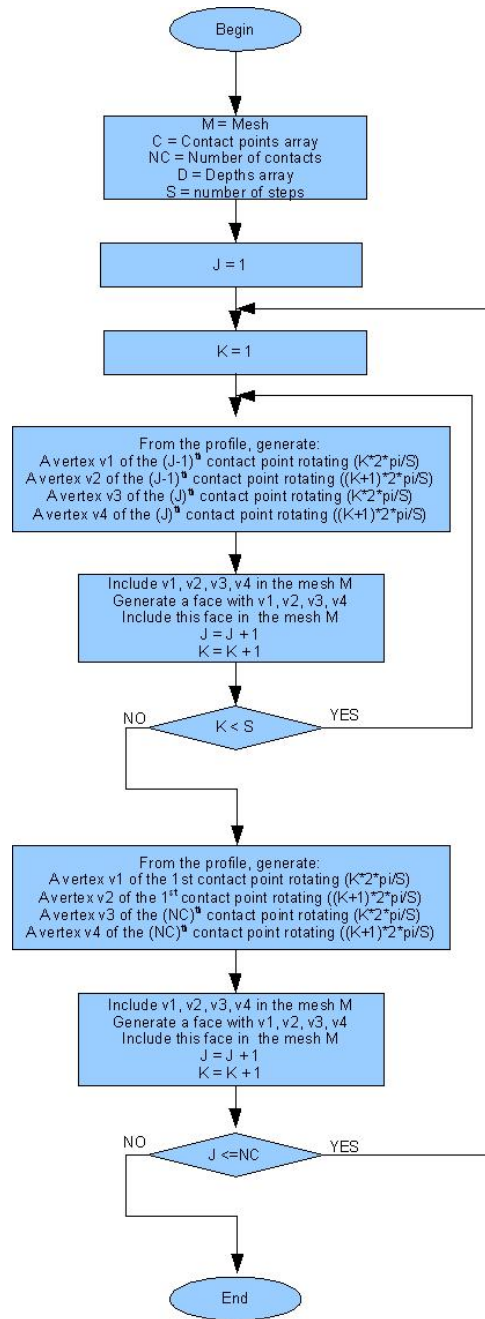 Begin
M = Mesh
C = Contact points array
NC = Number of contacts
D = Depths array
S = number of steps
J = 1
K = 1
From the profile, generate:
A vertex v1 of the (J-1)th contact point rotating (K*2*pi/S)
A vertex v2 of the (J-1)th contact point rotating ((K+1)*2*pi/S)
A vertex v3 of the (J)th contact point rotating (K*2*pi/S)
A vertex v4 of the (J)th contact point rotating ((K+1)*2*pi/S)
Include v1, v2, v3, v4 in the mesh M
Generate a face with v1, v2, v3, v4
Include this face in the mesh M
J = J + 1
K = K + 1
NO
K < S
YES
From the profile, generate:
A vertex v1 of the 1st contact point rotating (K*2*pi/S)
A vertex v2 of the 1st contact point rotating ((K+1)*2*pi/S)
A vertex v3 of the (NC)th contact point rotating (K*2*pi/S)
A vertex v4 of the (NC)th contact point rotating ((K+1)*2*pi/S)
Include v1, v2, v3, v4 in the mesh M
Generate a face with v1, v2, v3, v4
Include this face in the mesh M
J = J + 1
K = K + 1
NO
J <=NC
YES
End